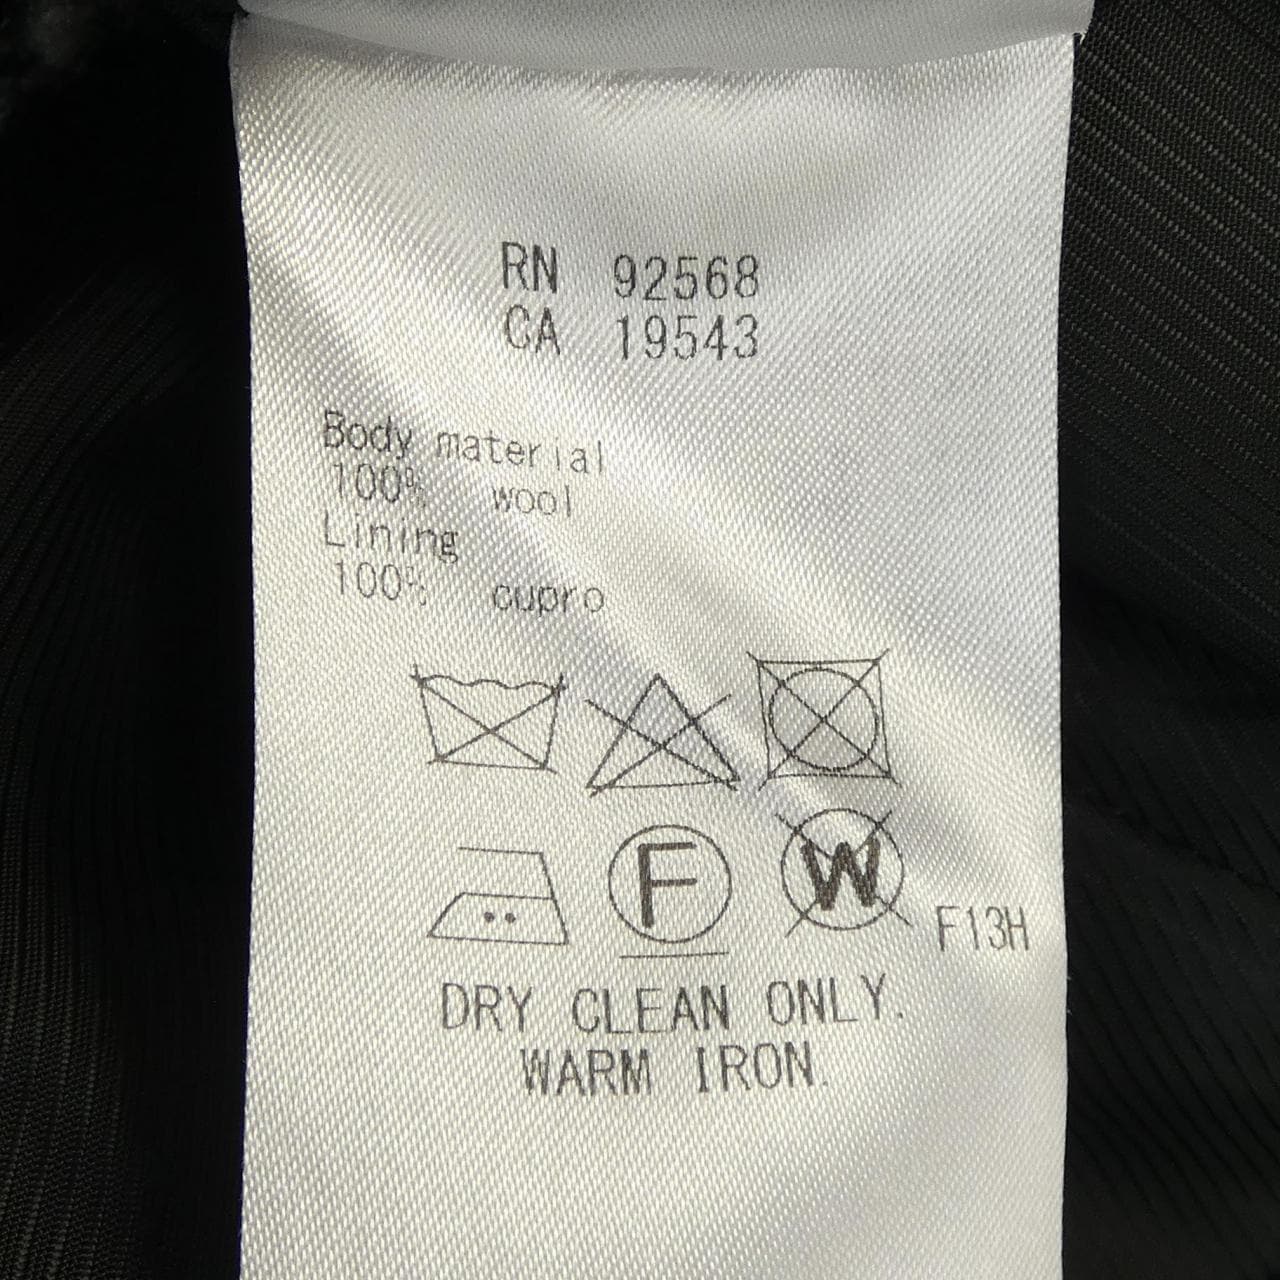 RN 92568
CA 19543
Body material
100% wool
Lining
100% cupro
F W F13H
DRY CLEAN ONLY.
WARM IRON.